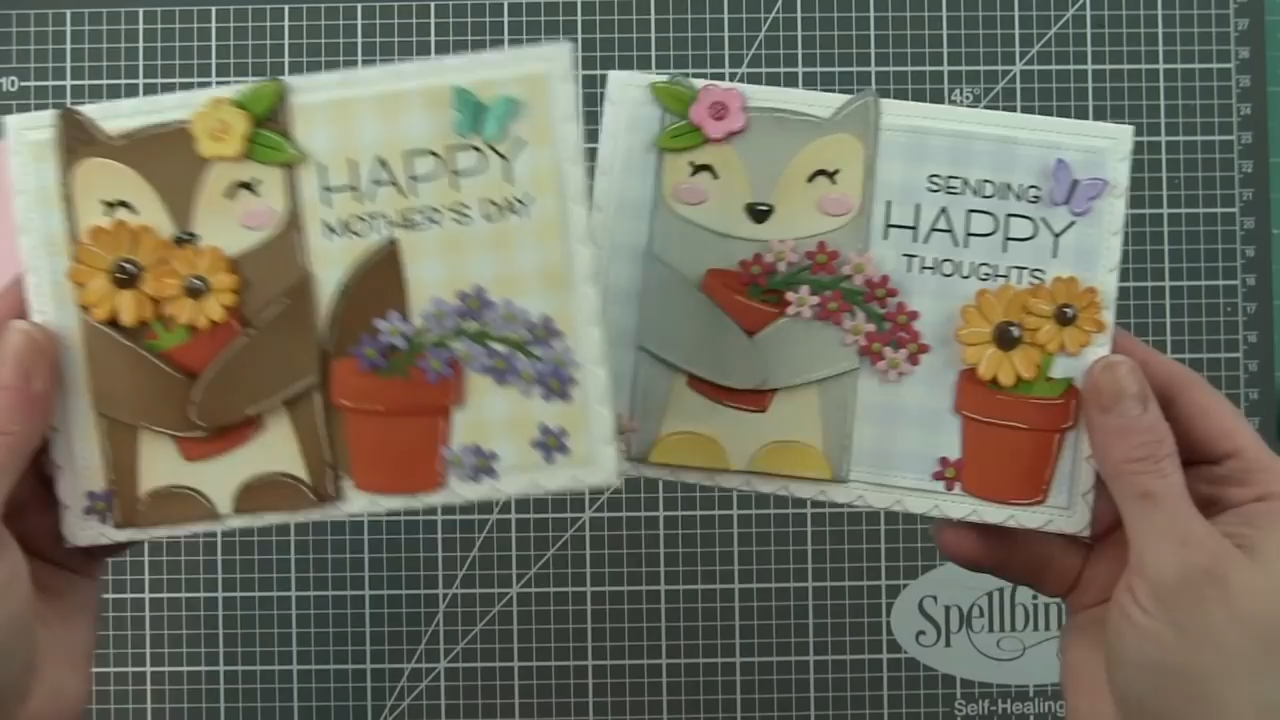 HAPPY
MOTHER'S DAY
SENDING
HAPPY
THOUGHTS
10
45°
Spellbin
Self-Healing